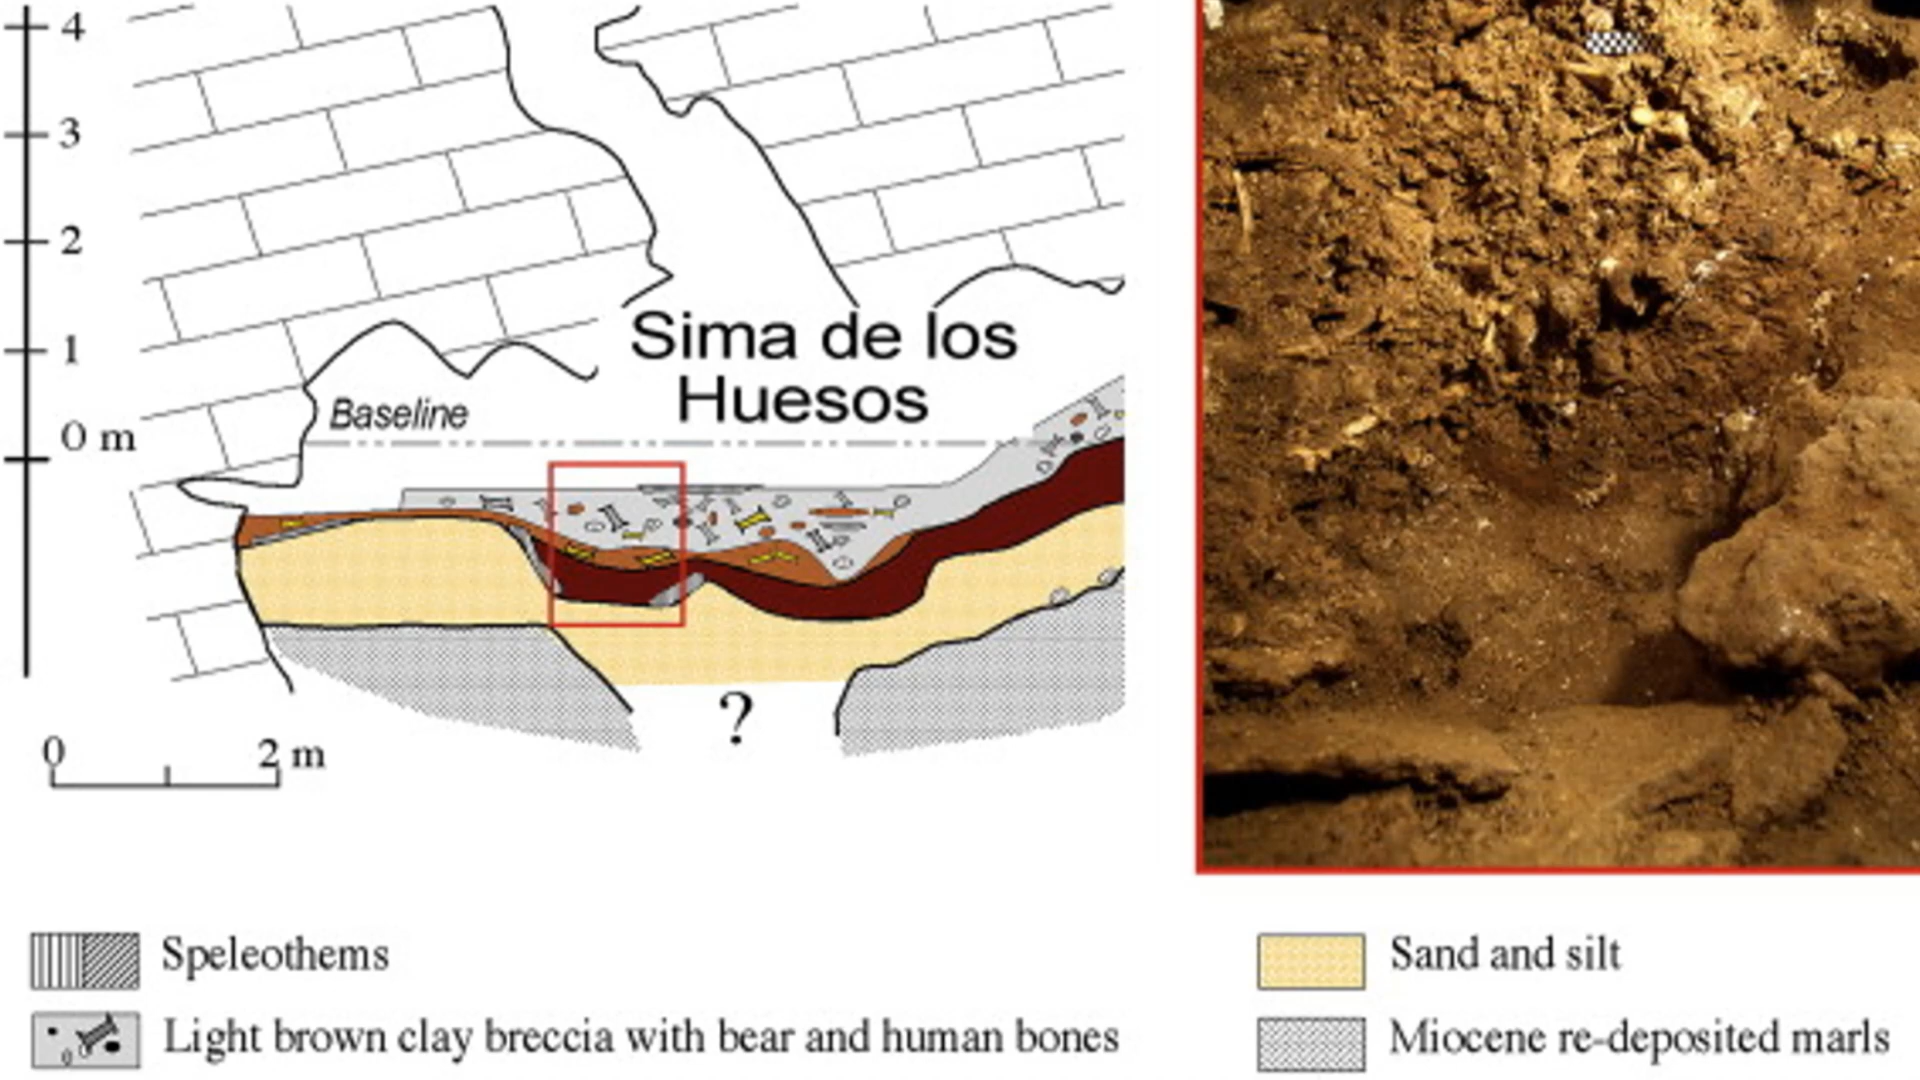 4
3
2
1
0 m
Sima de los
Huesos
Baseline
?
0 2 m
Speleothems
Light brown clay breccia with bear and human bones
Sand and silt
Miocene re-deposited marls